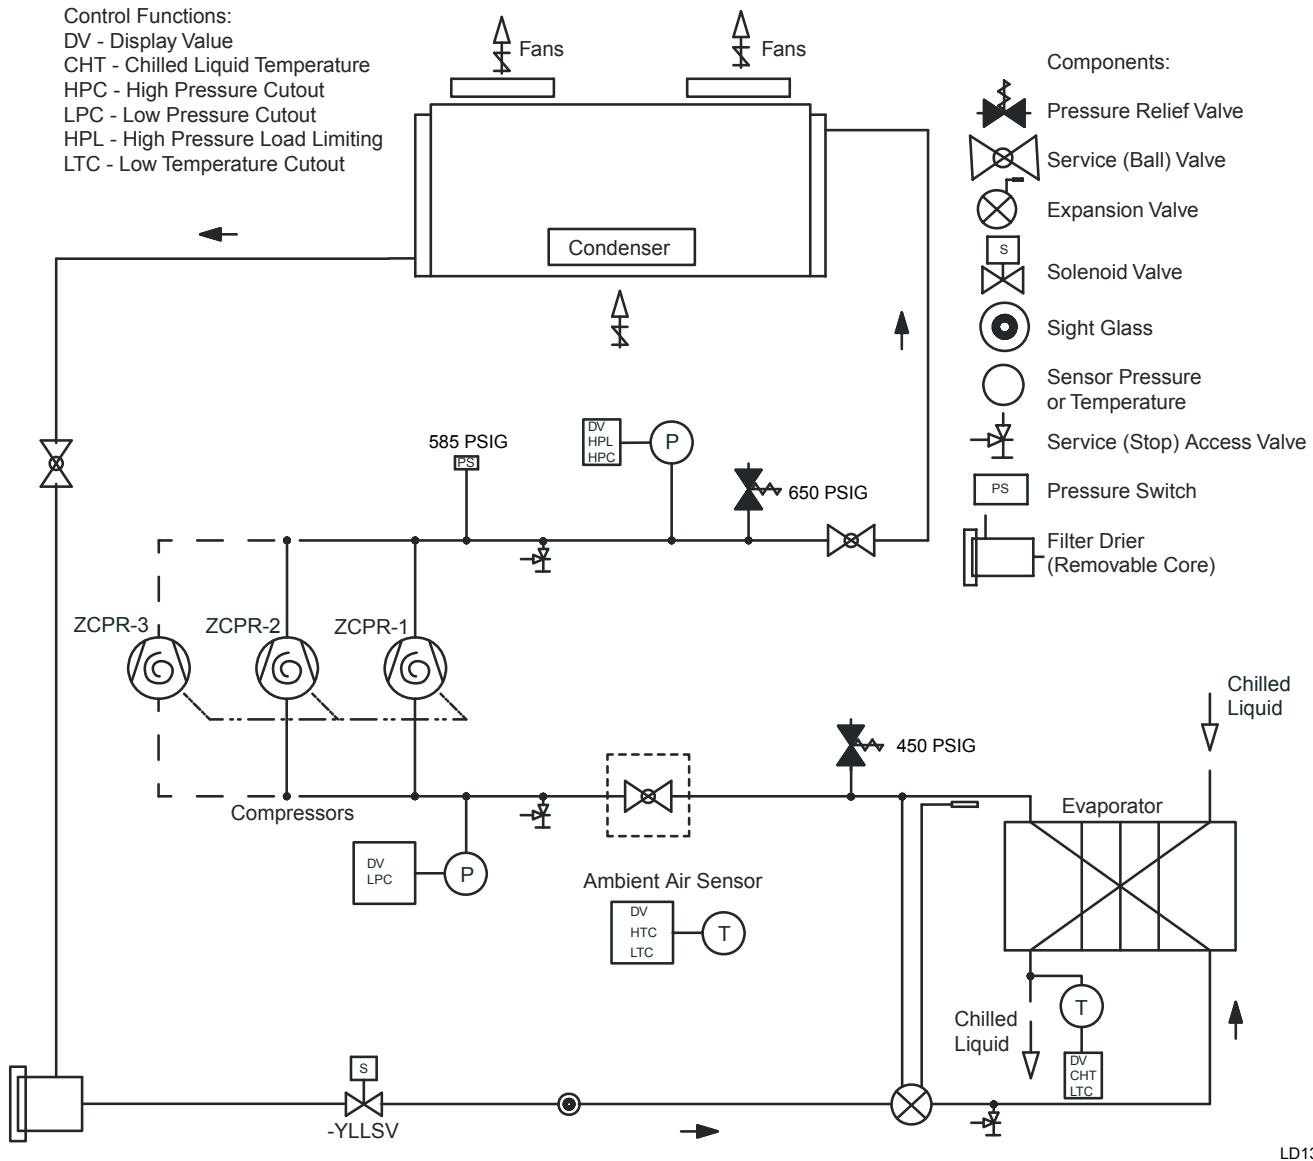 Control Functions:
DV - Display Value
CHT - Chilled Liquid Temperature
HPC - High Pressure Cutout
LPC - Low Pressure Cutout
HPL - High Pressure Load Limiting
LTC - Low Temperature Cutout
Fans
Fans
Condenser
Components:
Pressure Relief Valve
Service (Ball) Valve
Expansion Valve
S
Solenoid Valve
Sight Glass
Sensor Pressure
or Temperature
Service (Stop) Access Valve
PS
Pressure Switch
Filter Drier
(Removable Core)
585 PSIG
PS
DV
HPL
HPC
P
650 PSIG
ZCPR-3
ZCPR-2
ZCPR-1
Compressors
DV
LPC
P
450 PSIG
Ambient Air Sensor
DV
HTC
LTC
T
Chilled
Liquid
Evaporator
Chilled
Liquid
T
DV
CHT
LTC
S
-YLLSV